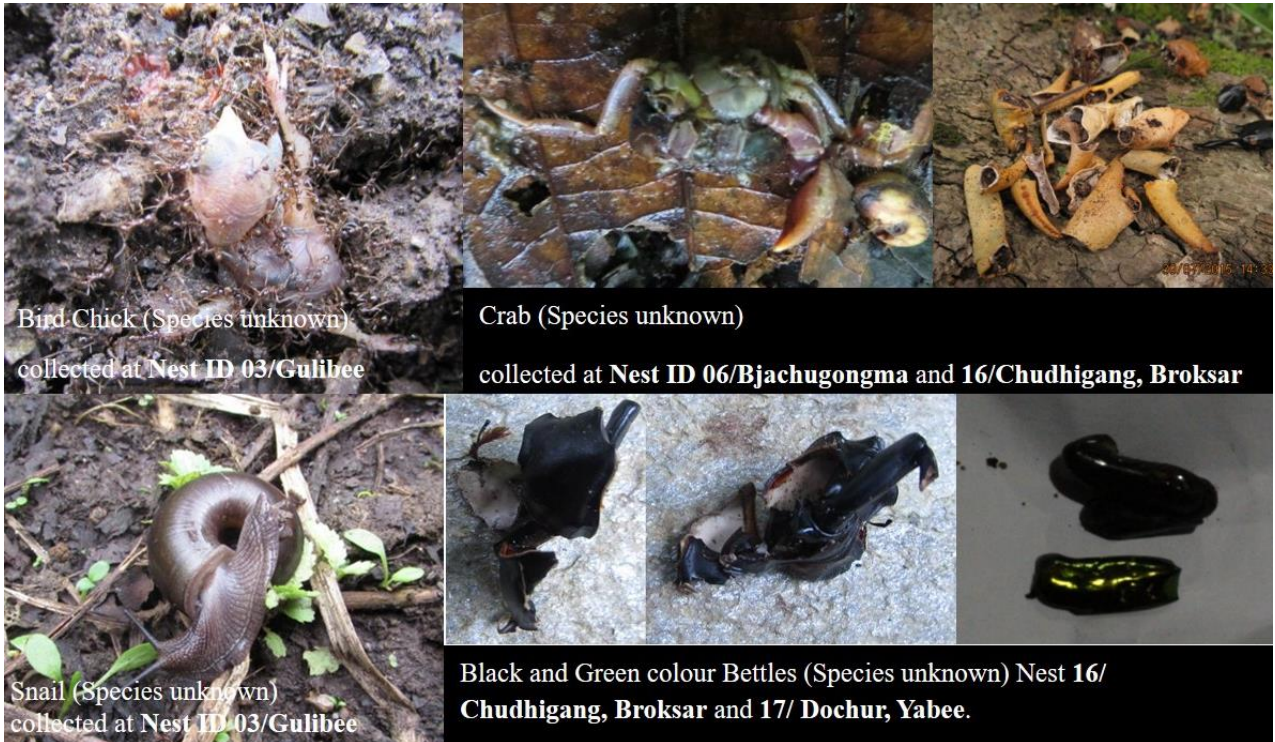 Bird Chick (Species unknown)
collected at Nest ID 03/Gulibee
Crab (Species unknown)
collected at Nest ID 06/Bjachugongma and 16/Chudhigang, Broksar
Snail (Species unknown)
collected at Nest ID 03/Gulibee
Black and Green colour Bettles (Species unknown) Nest 16/
Chudhigang, Broksar and 17/ Dochur, Yabee.